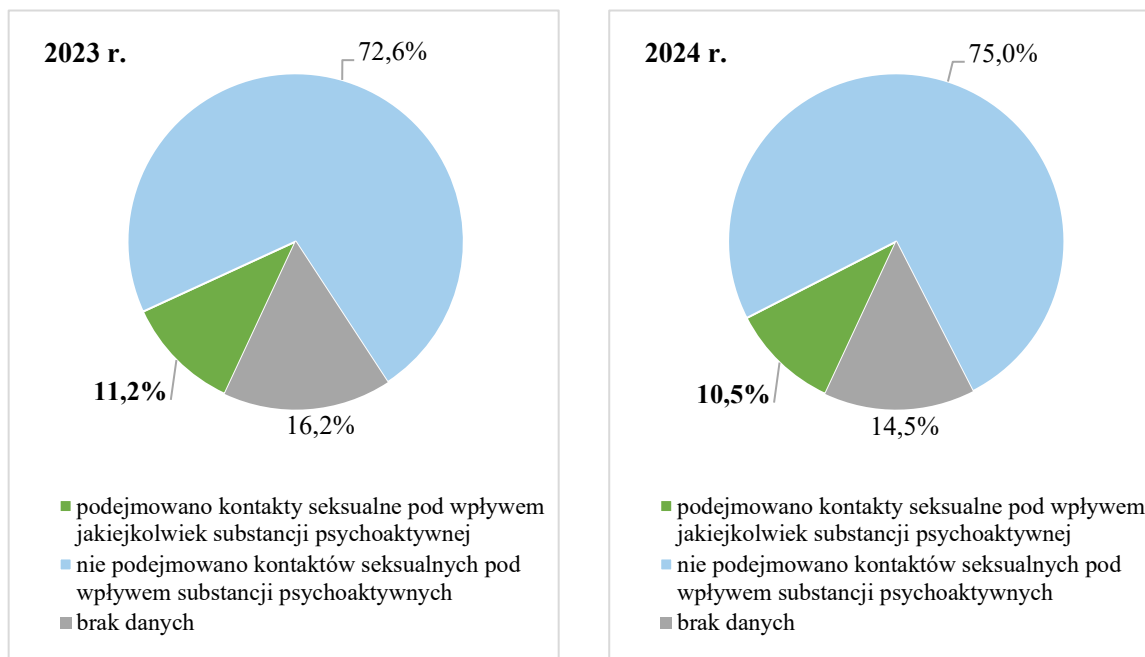 2023 r.
72,6%
11,2%
16,2%
podejmowano kontakty seksualne pod wpływem
jakiejkolwiek substancji psychoaktywnej
nie podejmowano kontaktów seksualnych pod
wpływem substancji psychoaktywnych
brak danych
2024 r.
75,0%
10,5%
14,5%
podejmowano kontakty seksualne pod wpływem
jakiejkolwiek substancji psychoaktywnej
nie podejmowano kontaktów seksualnych pod
wpływem substancji psychoaktywnych
brak danych